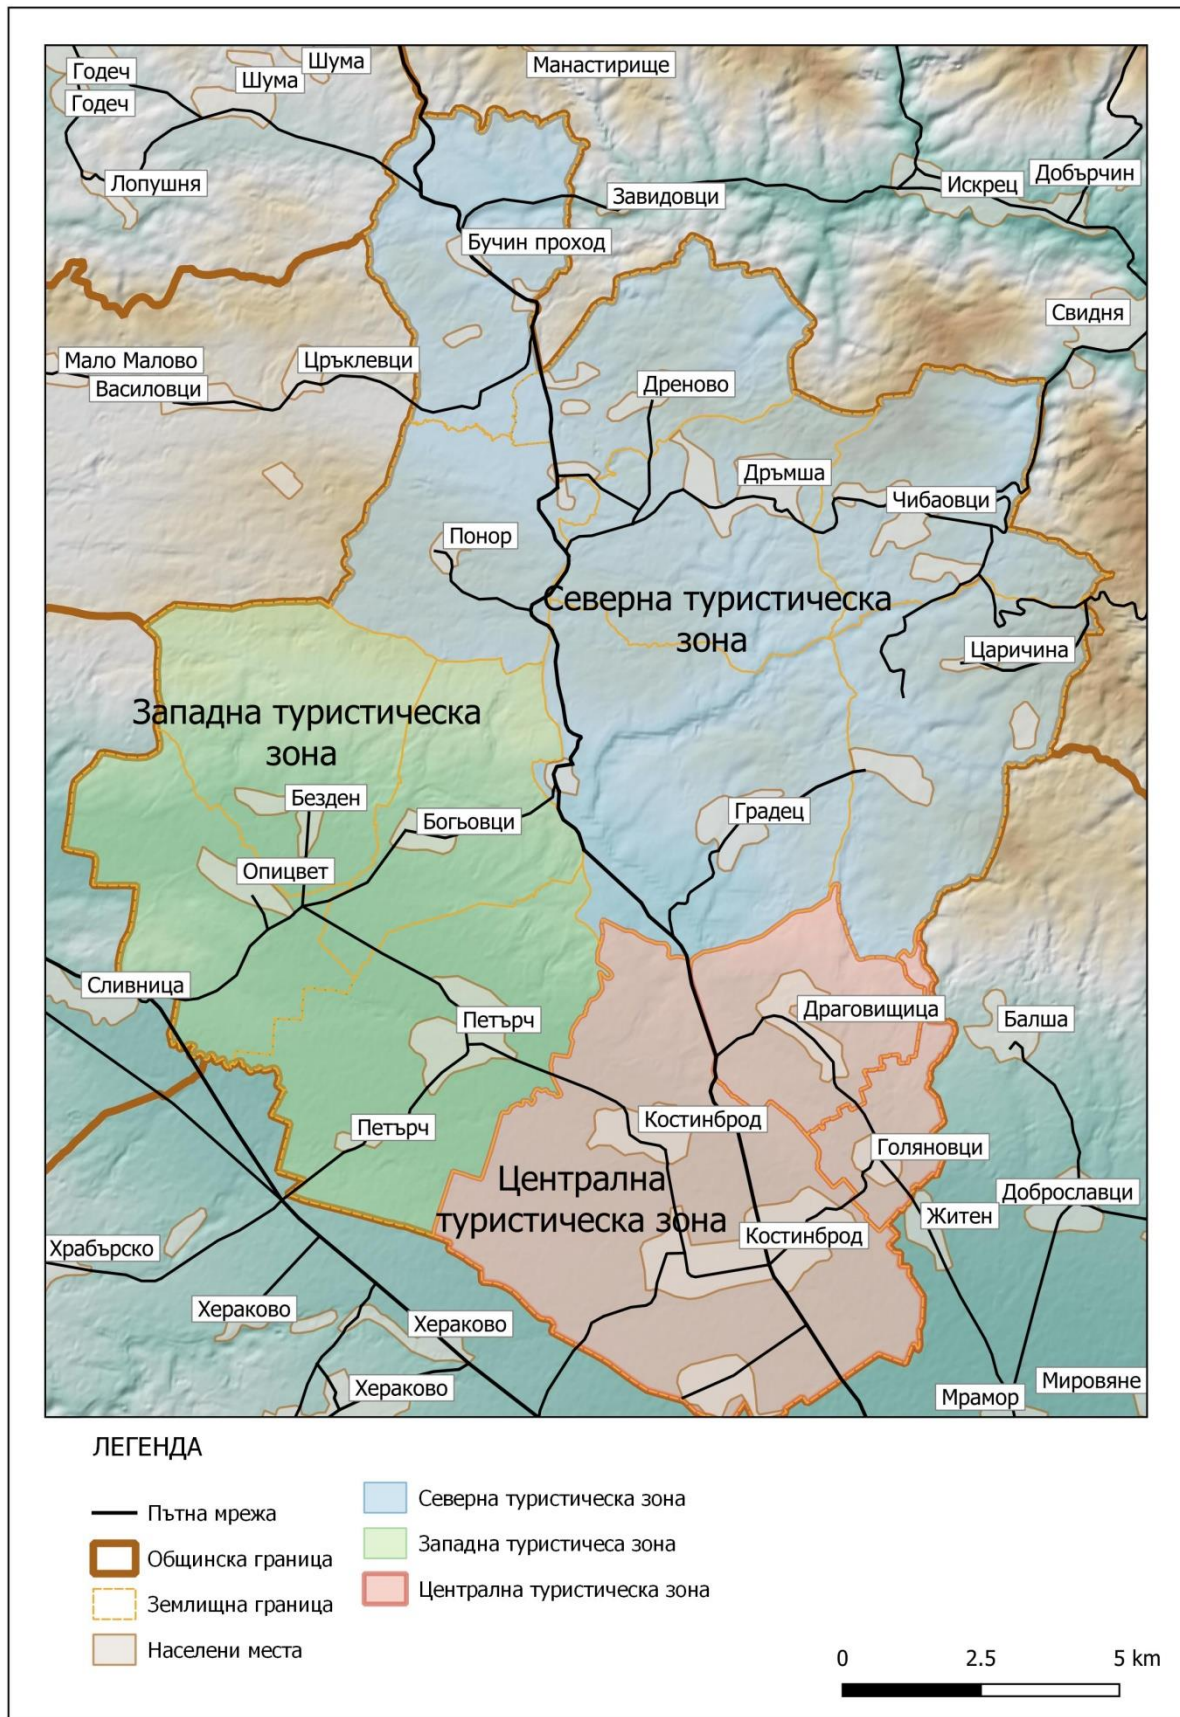 Шума
Годеч
Манастирище
Шума
Годеч
Добърчин
Лопушня
Искрец
Завидовци
Бучин проход
Свидня
Мало Малово
Цръклевци
Василовци
Дреново
Дръмша
Чибаовци
Понор
Северна туристическа
зона
Царичина
Западна туристическа
зона
Безден
Богьовци
Градец
Опицвет
Сливница
Драговищица
Петърч
Балша
Костинброд
Петърч
Голяновци
Централна
туристическа зона
Доброславци
Житен
Костинброд
Храбърско
Хераково
Хераково
Хераково
Мировяне
Мрамор
ЛЕГЕНДА
Пътна мрежа
Общинска граница
Землищна граница
Населени места
Северна туристическа зона
Западна туристичеса зона
Централна туристическа зона
0 2.5 5 km